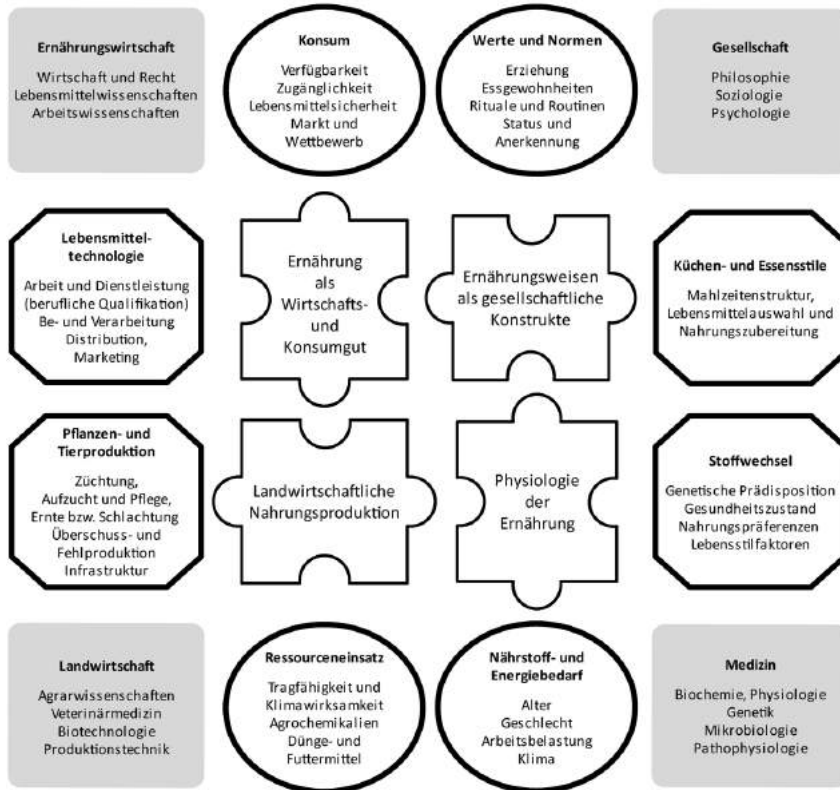 Ernährungswirtschaft
Wirtschaft und Recht
Lebensmittelwissenschaften
Arbeitswissenschaften
Konsum
Verfügbarkeit
Zugänglichkeit
Lebensmittelsicherheit
Markt und
Wettbewerb
Werte und Normen
Erziehung
Essgewohnheiten
Rituale und Routinen
Status und
Anerkennung
Gesellschaft
Philosophie
Soziologie
Psychologie
Lebensmittel-
technologie
Arbeit und Dienstleistung
(berufliche Qualifikation)
Be- und Verarbeitung
Distribution,
Marketing
Ernährung
als
Wirtschafts-
und
Konsumgut
Ernährungsweisen
als gesellschaftliche
Konstrukte
Küchen- und Essensstile
Mahlzeitenstruktur,
Lebensmittelauswahl und
Nahrungszubereitung
Pflanzen- und
Tierproduktion
Züchtung,
Aufzucht und Pflege,
Ernte bzw. Schlachtung
Überschuss- und
Fehlproduktion
Infrastruktur
Landwirtschaftliche
Nahrungsproduktion
Physiologie
der
Ernährung
Stoffwechsel
Genetische Prädisposition
Gesundheitszustand
Nahrungspräferenzen
Lebensstilfaktoren
Landwirtschaft
Agrarwissenschaften
Veterinärmedizin
Biotechnologie
Produktionstechnik
Ressourceneinsatz
Tragfähigkeit und
Klimawirksamkeit
Agrochemikalien
Dünge- und
Futtermittel
Nährstoff- und
Energiebedarf
Alter
Geschlecht
Arbeitsbelastung
Klima
Medizin
Biochemie, Physiologie
Genetik
Mikrobiologie
Pathophysiologie